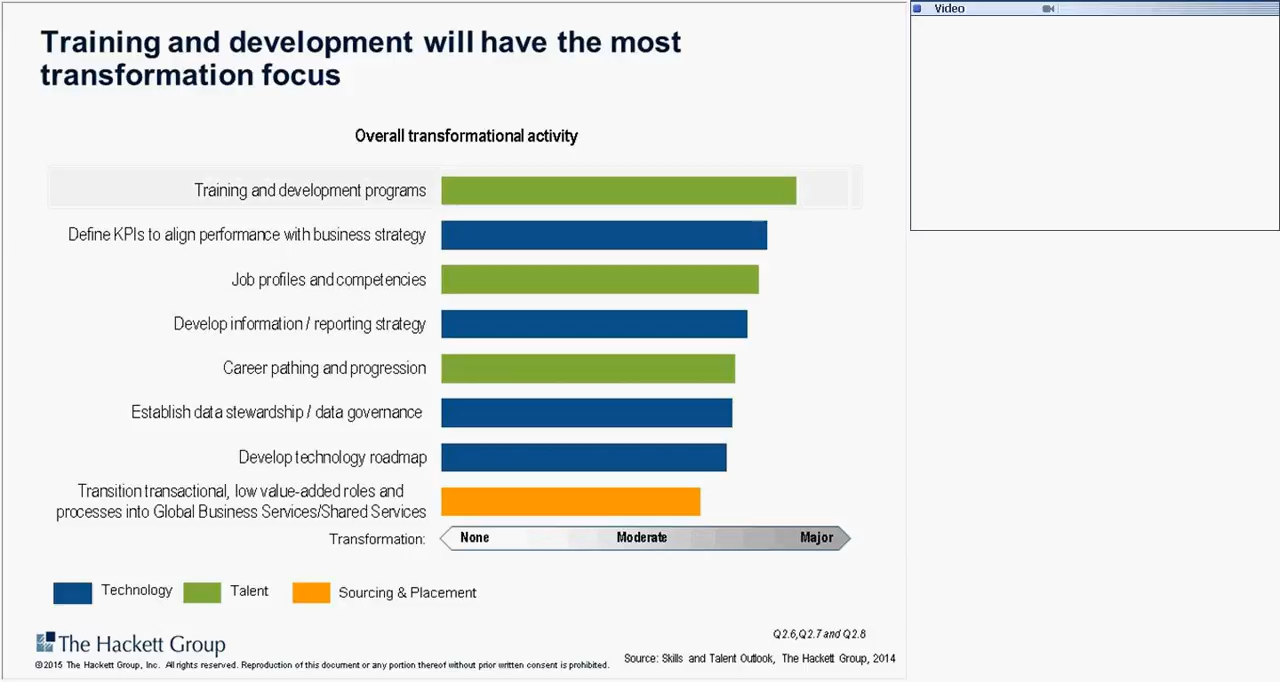 Training and development will have the most
transformation focus
Video
Overall transformational activity
Training and development programs
Define KPIs to align performance with business strategy
Job profiles and competencies
Develop information / reporting strategy
Career pathing and progression
Establish data stewardship / data governance
Develop technology roadmap
Transition transactional, low value-added roles and
processes into Global Business Services/Shared Services
Transformation: None Moderate Major
Technology Talent Sourcing & Placement
Q2.6,Q2.7 and Q2.8
The Hackett Group
Source: Skills and Talent Outlook, The Hackett Group, 2014
©2015 The Hackett Group, Inc. All rights reserved. Reproduction of this document or any portion thereof without prior written consent is prohibited.